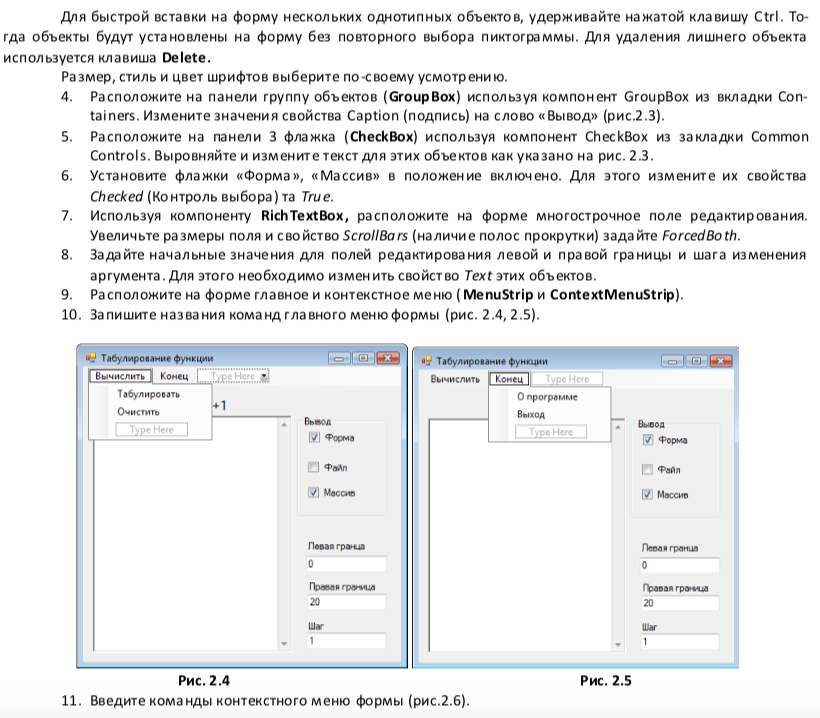 Для быстрой вставки на форму нескольких однотипных объектов, удерживайте нажатой клавишу Ctrl. То-
гда объекты будут установлены на форму без повторного выбора пиктограммы. Для удаления лишнего объекта
используется клавиша Delete.
Размер, стиль и цвет шрифтов выберите по-своему усмотрению.
4. Расположите на панели группу объектов (GroupBox) используя компонент GroupBox из вкладки Con-
tainers. Измените значения свойства Caption (подпись) на слово «Вывод» (рис.2.3).
5. Расположите на панели 3 флажка (CheckBox) используя компонент CheckBox из закладки Common
Controls. Выровняйте и измените текст для этих объектов как указано на рис. 2.3.
6. Установите флажки «Форма», «Массив» в положение включено. Для этого измените их свойства
Checked (Контроль выбора) та True.
7. Используя компоненту RichTextBox, расположите на форме многострочное поле редактирования.
Увеличьте размеры поля и свойство ScrollBars (наличие полос прокрутки) задайте ForcedBoth.
8. Задайте начальные значения для полей редактирования левой и правой границы и шага изменения
аргумента. Для этого необходимо изменить свойство Text этих объектов.
9. Расположите на форме главное и контекстное меню (MenuStrip и ContextMenuStrip).
10. Запишите названия команд главного меню формы (рис. 2.4, 2.5).
Табулирование функции
Вычислить Конец Type Here
Табулировать
Очистить
Type Here
+1
Вывод
Форма
Файл
Массив
Левая гранца
0
Правая граница
20
Шаг
1
Табулирование функции
Вычислить Конец Type Here
О программе
Выход
Type Here
Вывод
Форма
Файл
Массив
Левая гранца
0
Правая граница
20
Шаг
1
Рис. 2.4 Рис. 2.5
11. Введите команды контекстного меню формы (рис.2.6).